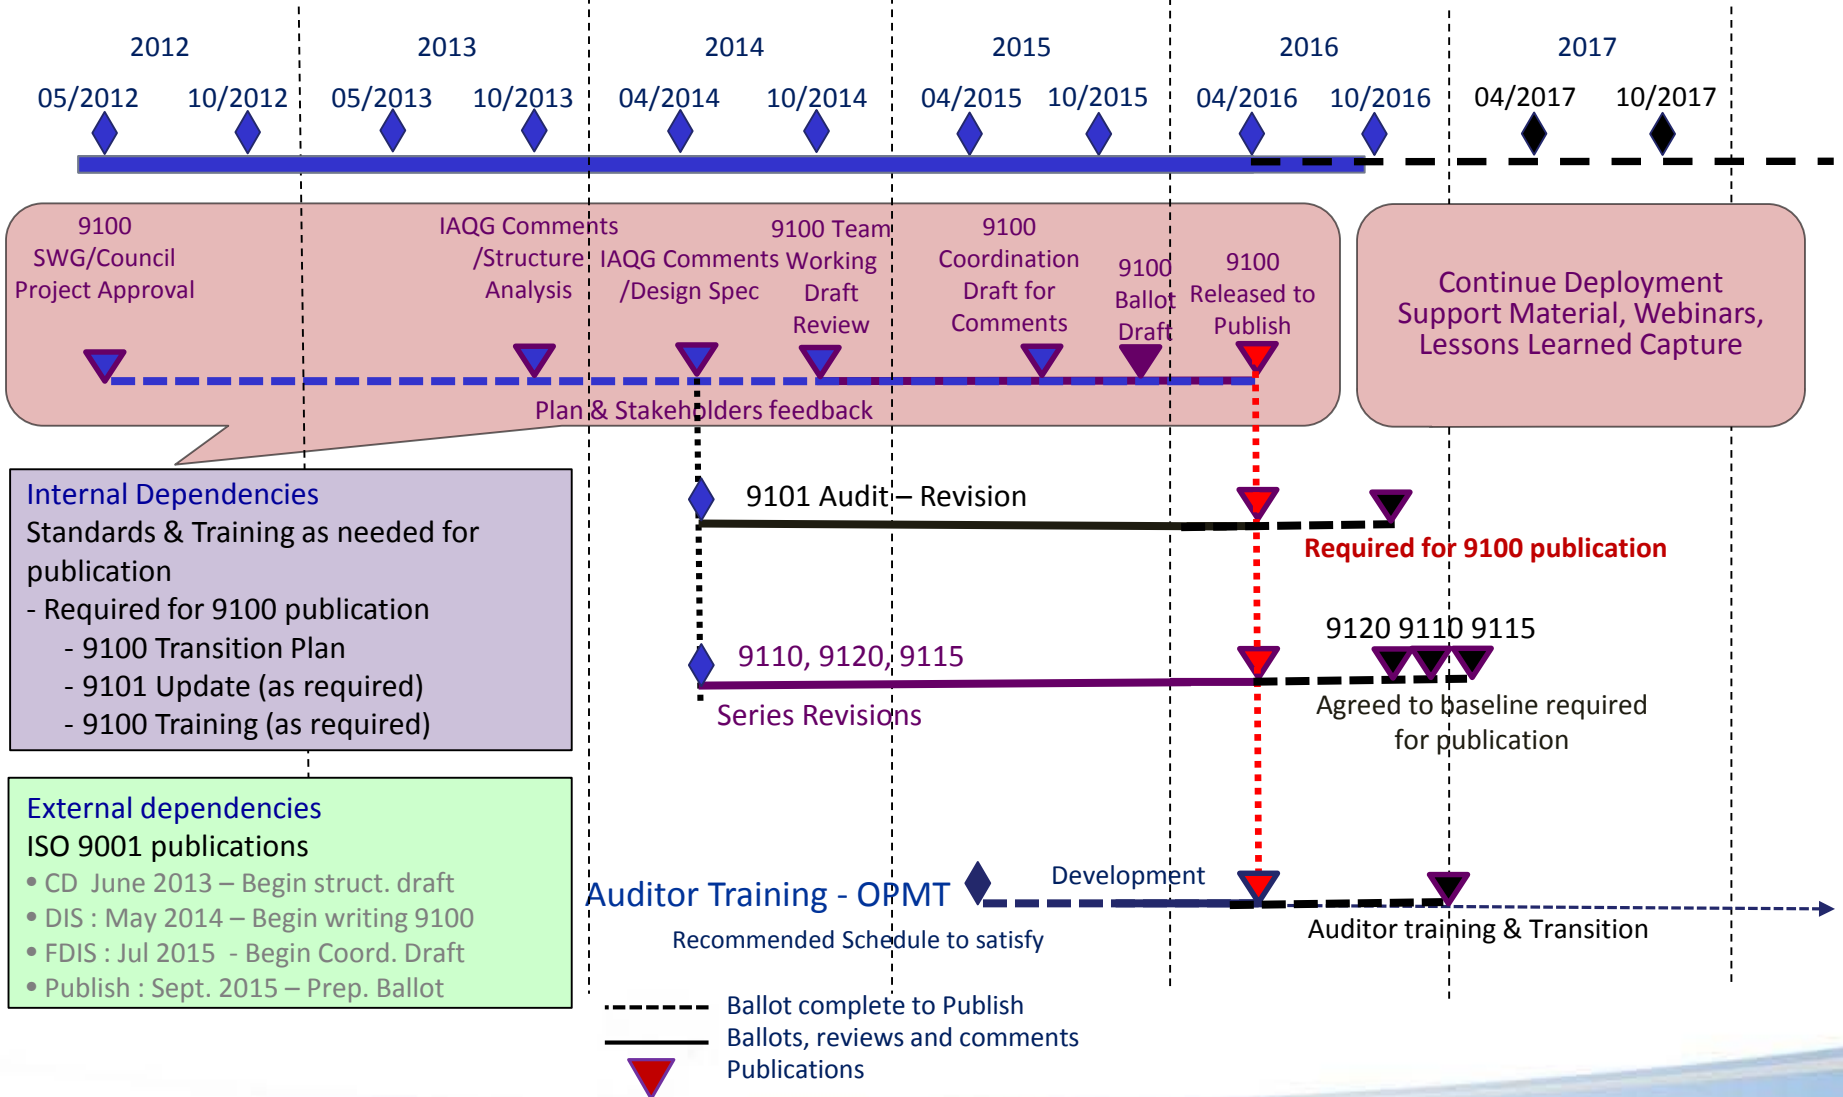 2012
2013
2014
2015
2016
2017
05/2012
10/2012
05/2013
10/2013
04/2014
10/2014
04/2015
10/2015
04/2016
10/2016
04/2017
10/2017
9100
SWG/Council
Project Approval
IAQG Comments
/Structure
Analysis
IAQG Comments
/Design Spec
9100 Team
Working
Draft
Review
9100
Coordination
Draft for
Comments
9100
Ballot
Draft
9100
Released to
Publish
Plan & Stakeholders feedback
Continue Deployment
Support Material, Webinars,
Lessons Learned Capture
Internal Dependencies
Standards & Training as needed for
publication
- Required for 9100 publication
- 9100 Transition Plan
- 9101 Update (as required)
- 9100 Training (as required)
External dependencies
ISO 9001 publications
• CD June 2013 – Begin struct. draft
• DIS : May 2014 – Begin writing 9100
• FDIS : Jul 2015 - Begin Coord. Draft
• Publish : Sept. 2015 – Prep. Ballot
9101 Audit – Revision
Required for 9100 publication
9110, 9120, 9115
Series Revisions
9120 9110 9115
Agreed to baseline required
for publication
Auditor Training - OPMT
Development
Recommended Schedule to satisfy
Auditor training & Transition
Ballot complete to Publish
Ballots, reviews and comments
Publications